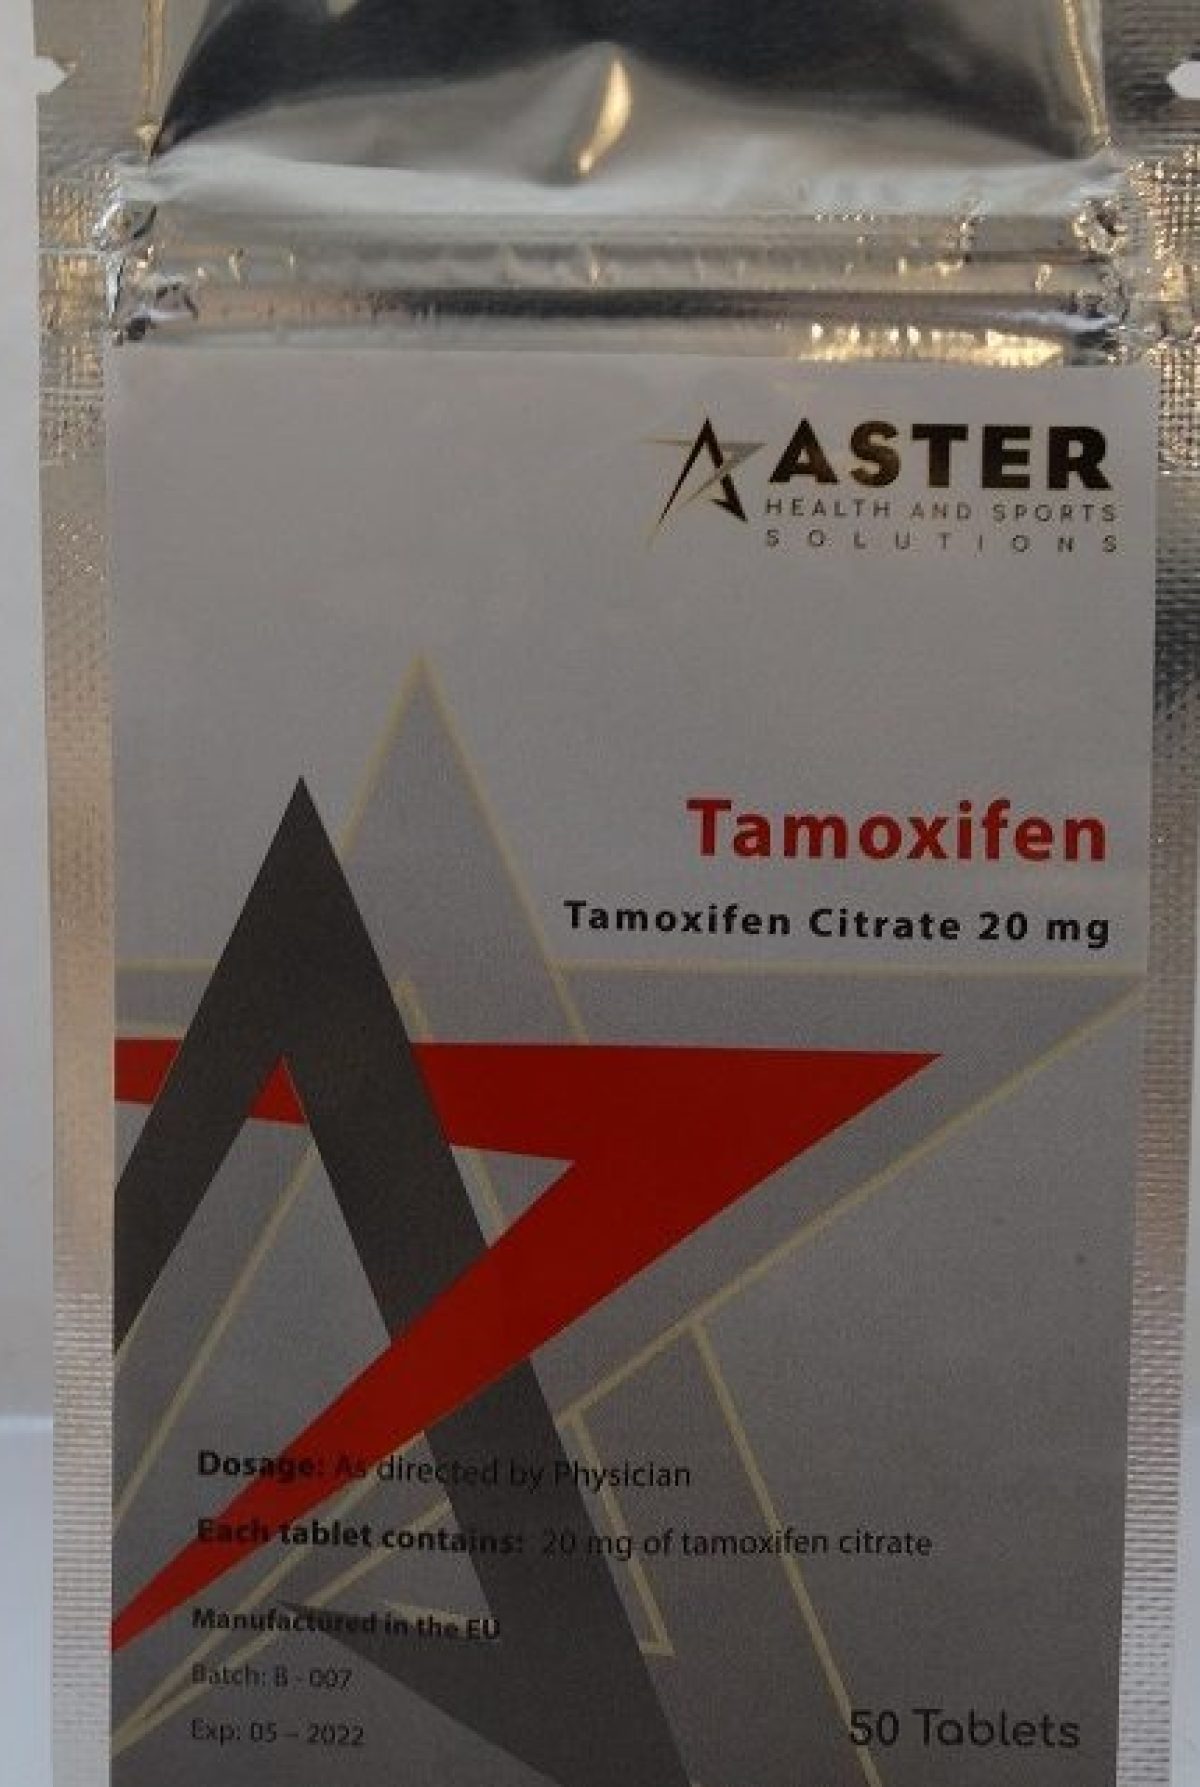 ASTER
HEALTH AND SPORTS
SOLUTIONS
Tamoxifen
Tamoxifen Citrate 20 mg
Dosage: As directed by Physician
Each tablet contains: 20 mg of tamoxifen citrate
Manufactured in the EU
Batch: B - 007
Exp: 05 – 2022
50 Tablets